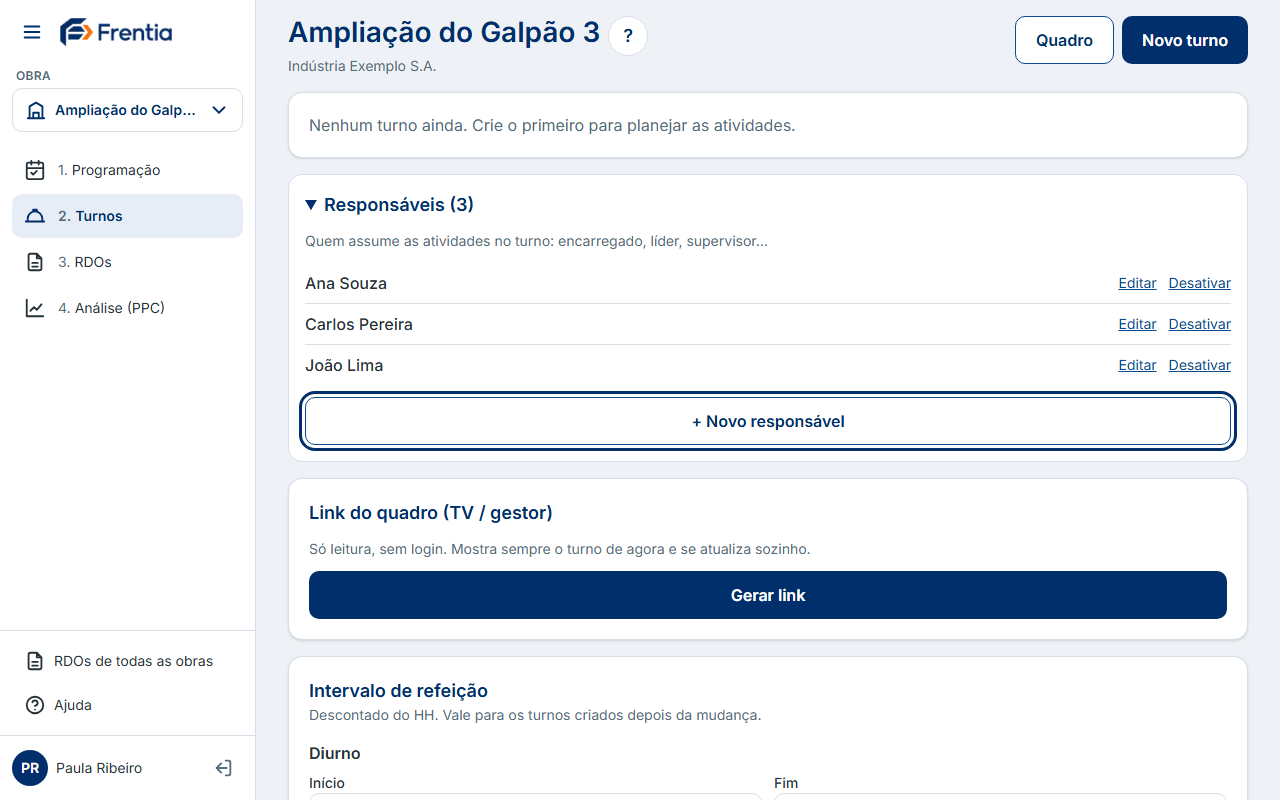 Frentia
OBRA
Ampliação do Galp...
1. Programação
2. Turnos
3. RDOs
4. Análise (PPC)
RDOs de todas as obras
Ajuda
PR
Paula Ribeiro
Ampliação do Galpão 3
?
Indústria Exemplo S.A.
Quadro
Novo turno
Nenhum turno ainda. Crie o primeiro para planejar as atividades.
Responsáveis (3)
Quem assume as atividades no turno: encarregado, líder, supervisor...
Ana Souza
Editar Desativar
Carlos Pereira
Editar Desativar
João Lima
Editar Desativar
+ Novo responsável
Link do quadro (TV / gestor)
Só leitura, sem login. Mostra sempre o turno de agora e se atualiza sozinho.
Gerar link
Intervalo de refeição
Descontado do HH. Vale para os turnos criados depois da mudança.
Diurno
Início
Fim